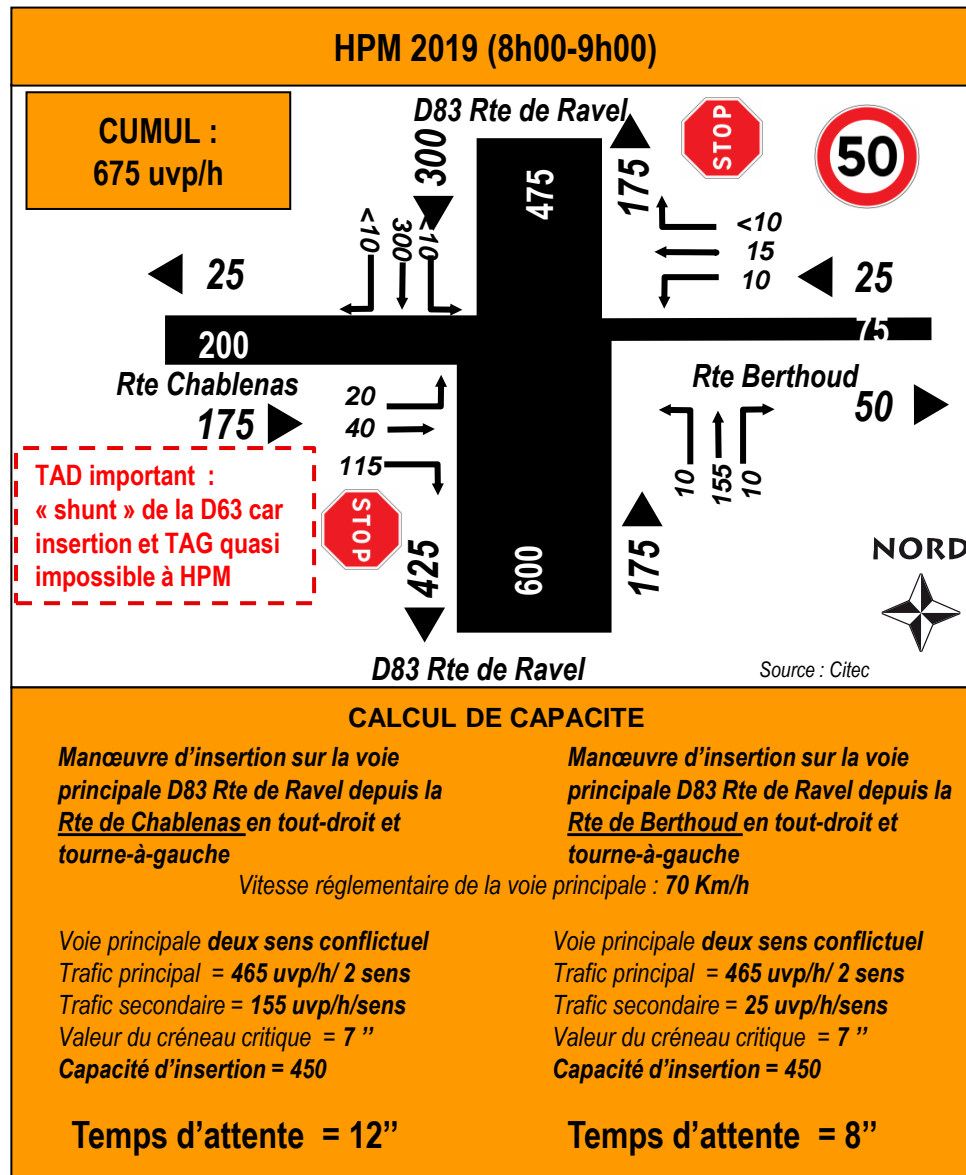 HPM 2019 (8h00-9h00)
CUMUL :
675 uvp/h
D83 Rte de Ravel
300
475
175
STOP
50
<10
300
<10
<10
15
10
25
25
200
75
Rte Chablenas
Rte Berthoud
175
50
20
40
115
10
155
10
TAD important :
« shunt » de la D63 car
insertion et TAG quasi
impossible à HPM
STOP
425
600
175
NORD
D83 Rte de Ravel
Source : Citec
CALCUL DE CAPACITE
Manœuvre d'insertion sur la voie
principale D83 Rte de Ravel depuis la
Rte de Chablenas en tout-droit et
tourne-à-gauche
Manœuvre d'insertion sur la voie
principale D83 Rte de Ravel depuis la
Rte de Berthoud en tout-droit et
tourne-à-gauche
Vitesse réglementaire de la voie principale : 70 Km/h
Voie principale deux sens conflictuel
Trafic principal = 465 uvp/h/ 2 sens
Trafic secondaire = 155 uvp/h/sens
Valeur du créneau critique = 7 ’’
Capacité d'insertion = 450
Temps d'attente = 12’’
Voie principale deux sens conflictuel
Trafic principal = 465 uvp/h/ 2 sens
Trafic secondaire = 25 uvp/h/sens
Valeur du créneau critique = 7 ’’
Capacité d'insertion = 450
Temps d'attente = 8’’